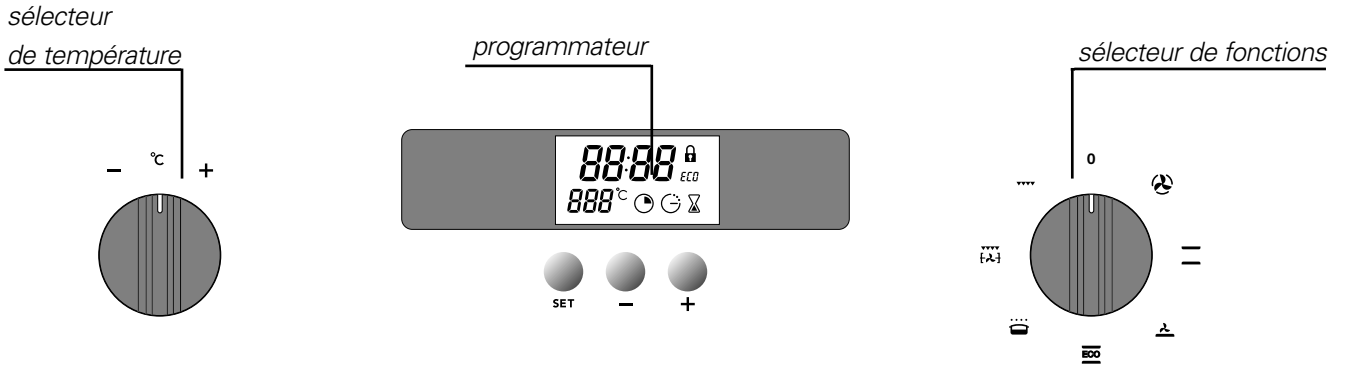 sélecteur
de température
programmateur
sélecteur de fonctions
- °C +
88:88
ECO
888°C
SET - +
0
ECO